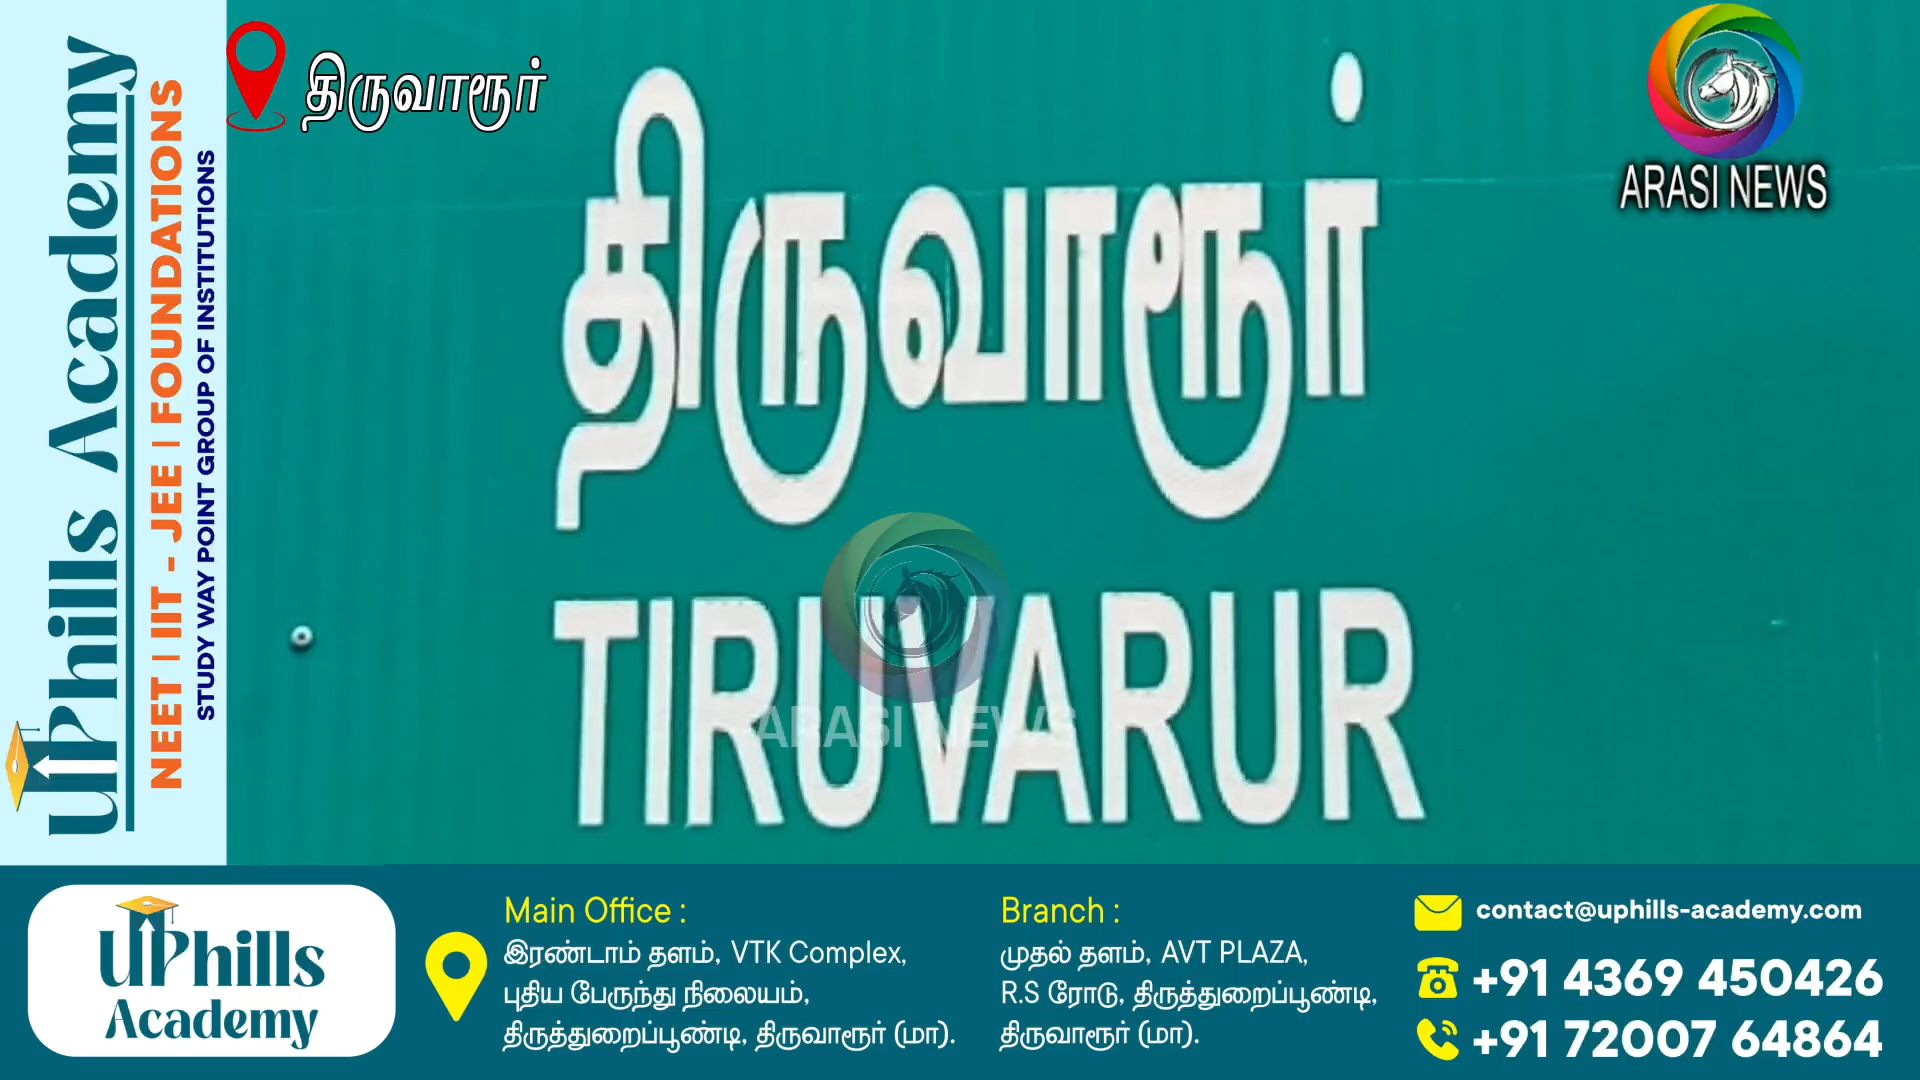 UPhills Academy
NEET | IIT - JEE | FOUNDATIONS
STUDY WAY POINT GROUP OF INSTITUTIONS
திருவாரூர்
ARASI NEWS
திருவாரூர்
TIRUVARUR
ARASI NEWS
UPhills
Academy
Main Office :
இரண்டாம் தளம், VTK Complex,
புதிய பேருந்து நிலையம்,
திருத்துறைப்பூண்டி, திருவாரூர் (மா).
Branch :
முதல் தளம், AVT PLAZA,
R.S ரோடு, திருத்துறைப்பூண்டி,
திருவாரூர் (மா).
contact@uphills-academy.com
+91 4369 450426
+91 72007 64864